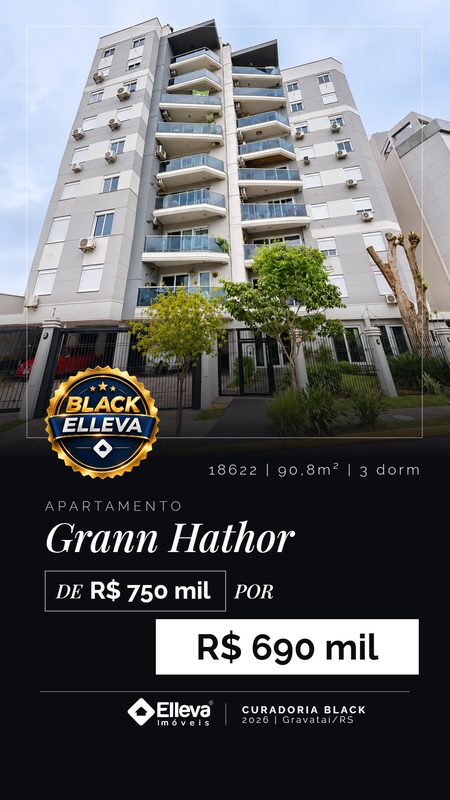 BLACK
ELLEVA
18622 | 90,8m² | 3 dorm
APARTAMENTO
Grann Hathor
DE R$ 750 mil POR
R$ 690 mil
Elleva®
Imóveis
CURADORIA BLACK
2026 | Gravataí/RS